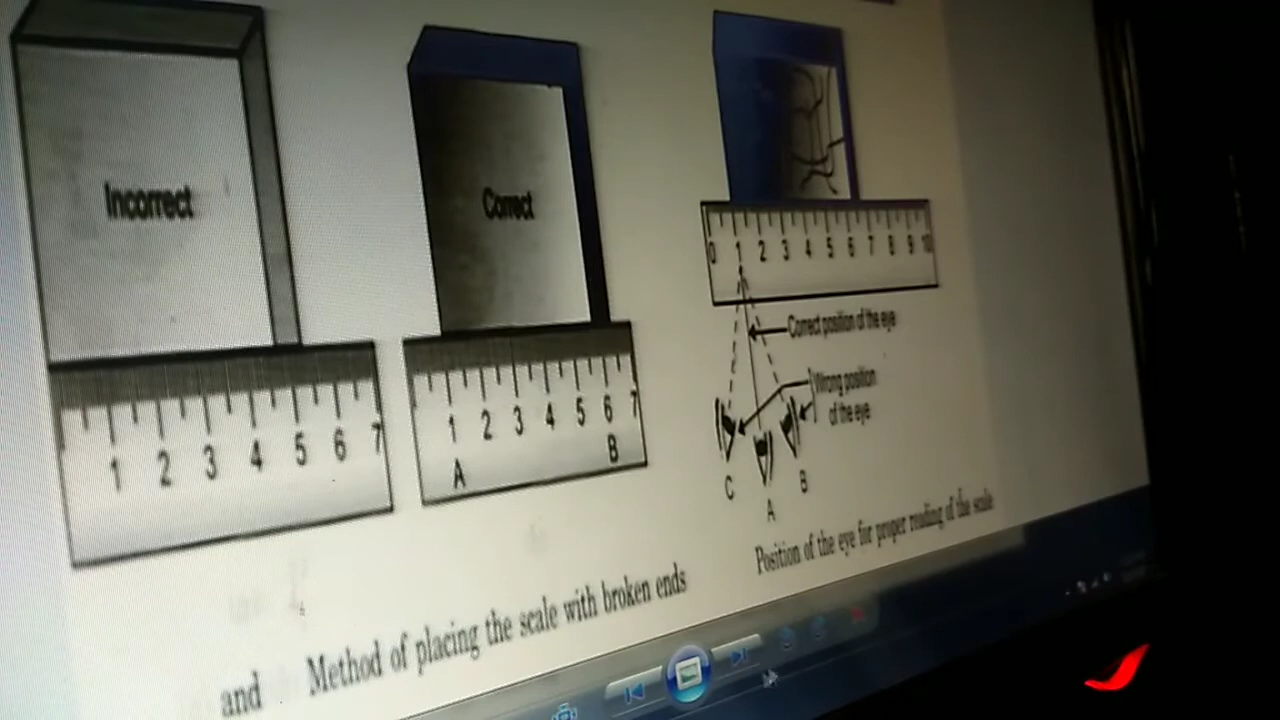 Incorrect
Correct
1 2 3 4 5 6 7
1 2 3 4 5 6 7
A B
0 1 2 3 4 5 6 7 8 9 10
Correct position of the eye
Wrong position
of the eye
C A B
Position of the eye for proper reading of the scale
and Method of placing the scale with broken ends